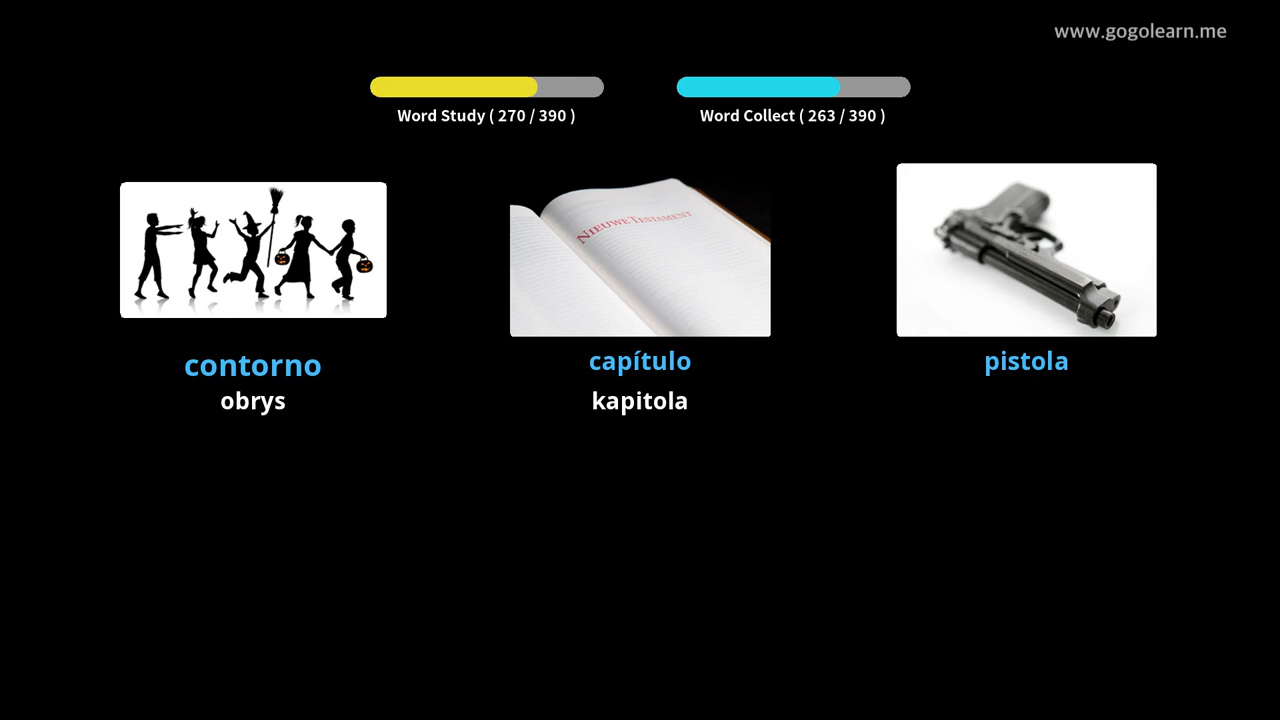 www.gogolearn.me
Word Study ( 270 / 390 )
Word Collect ( 263 / 390 )
NIEUWE TESTAMENT
contorno
capítulo
pistola
obrys
kapitola